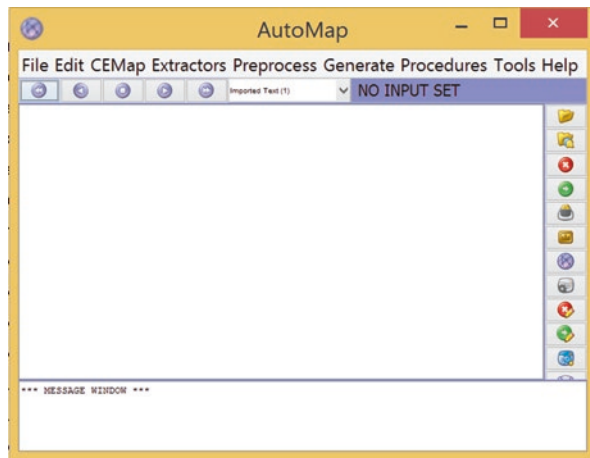 AutoMap
File Edit CEMap Extractors Preprocess Generate Procedures Tools Help
Imported Text (1) NO INPUT SET
*** MESSAGE WINDOW ***